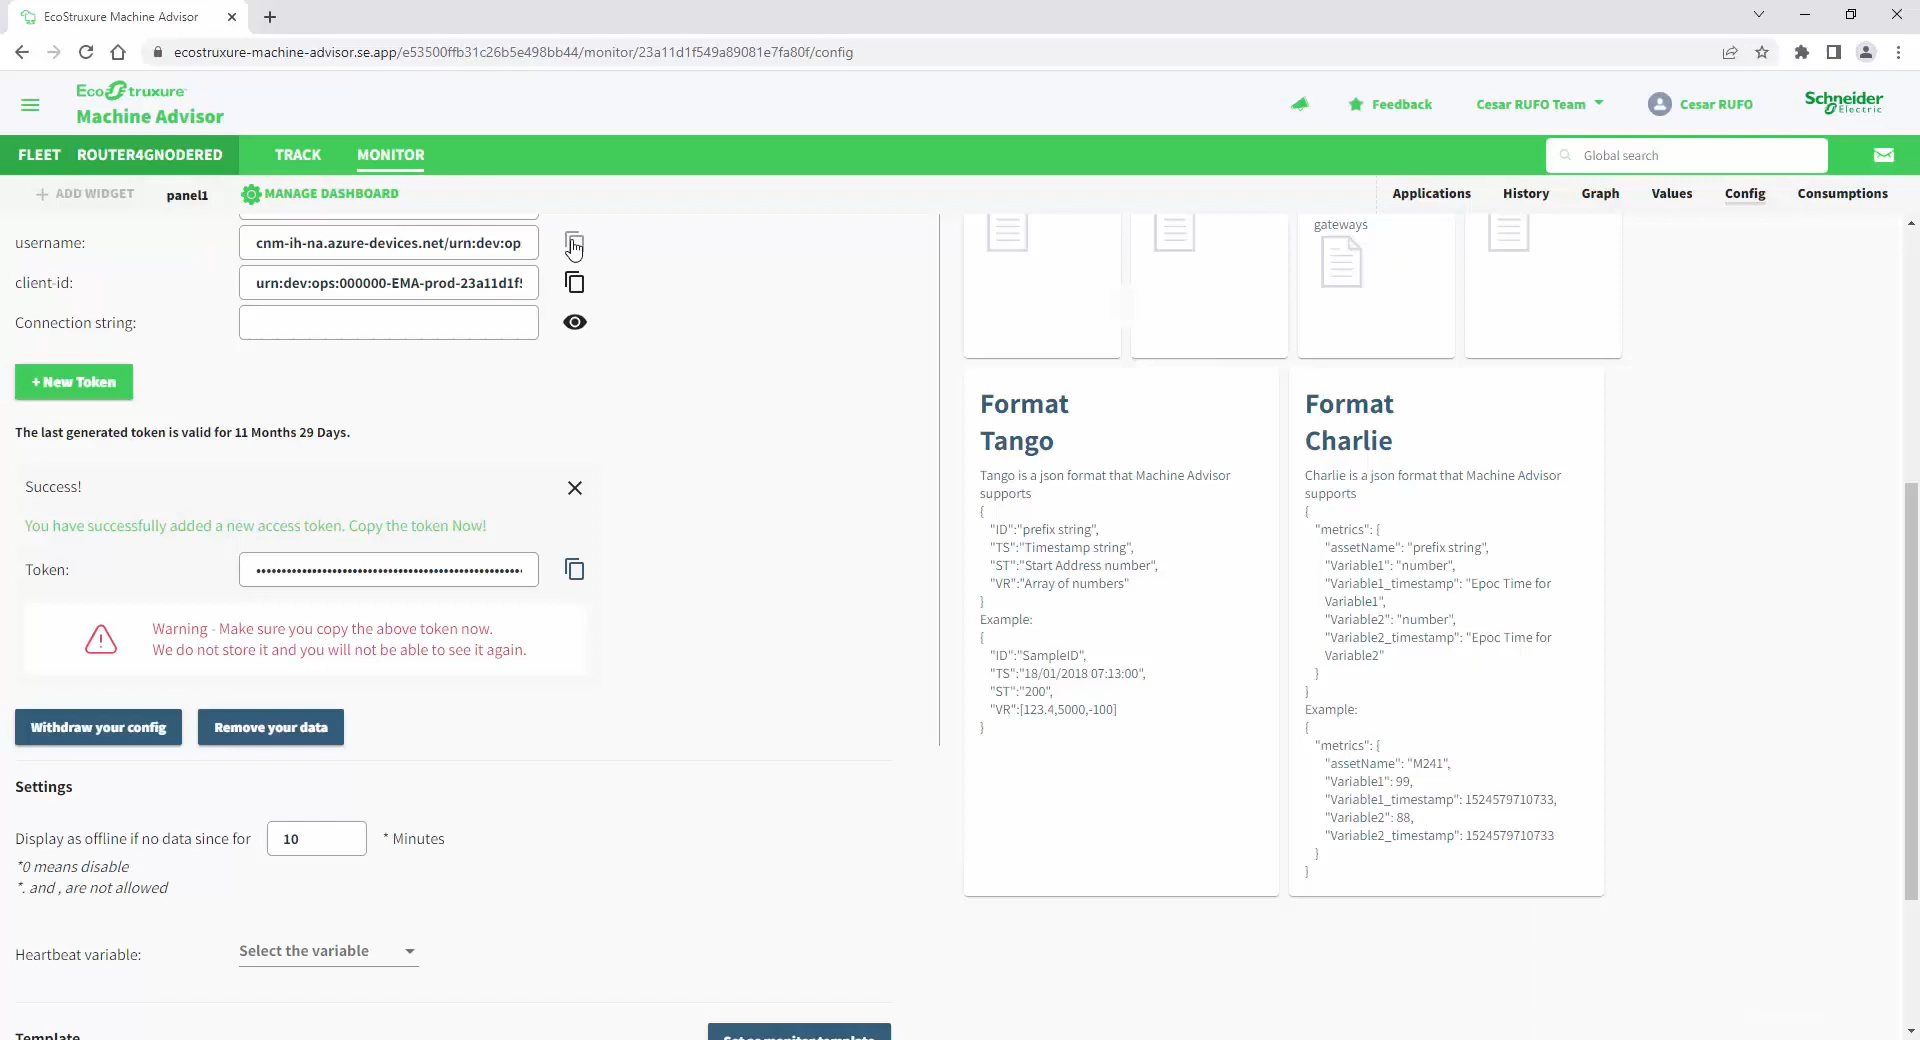 EcoStruxure Machine Advisor
ecostruxure-machine-advisor.se.app/e53500ffb31c26b5e498bb44/monitor/23a11d1f549a89081e7fa80f/config
EcoStruxure
Machine Advisor
Feedback
Cesar RUFO Team
Cesar RUFO
Schneider
Electric
FLEET
ROUTER4GNODERED
TRACK
MONITOR
Global search
+ ADD WIDGET
panel1
MANAGE DASHBOARD
Applications
History
Graph
Values
Config
Consumptions
username:
cnm-ih-na.azure-devices.net/urn:dev:op
client-id:
urn:dev:ops:000000-EMA-prod-23a11d1f
Connection string:
+ New Token
The last generated token is valid for 11 Months 29 Days.
Success!
You have successfully added a new access token. Copy the token Now!
Token:
Warning - Make sure you copy the above token now.
We do not store it and you will not be able to see it again.
Withdraw your config
Remove your data
Settings
Display as offline if no data since for
10
* Minutes
*0 means disable
*. and , are not allowed
Heartbeat variable:
Select the variable
Template
Set as monitor template
gateways
Format
Tango
Tango is a json format that Machine Advisor
supports
{
"ID":"prefix string",
"TS":"Timestamp string",
"ST":"Start Address number",
"VR":"Array of numbers"
}
Example:
{
"ID":"SampleID",
"TS":"18/01/2018 07:13:00",
"ST":"200",
"VR":[123.4,5000,-100]
}
Format
Charlie
Charlie is a json format that Machine Advisor
supports
{
"metrics": {
"assetName": "prefix string",
"Variable1": "number",
"Variable1_timestamp": "Epoc Time for
Variable1",
"Variable2": "number",
"Variable2_timestamp": "Epoc Time for
Variable2"
}
}
Example:
{
"metrics": {
"assetName": "M241",
"Variable1": 99,
"Variable1_timestamp": 1524579710733,
"Variable2": 88,
"Variable2_timestamp": 1524579710733
}
}